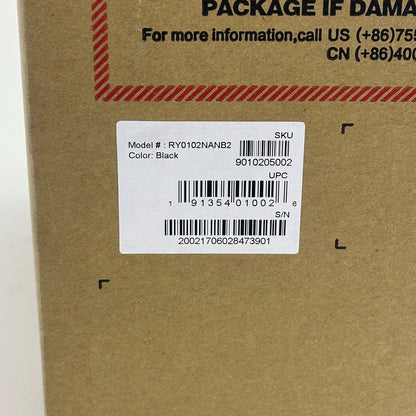 PACKAGE IF DAMA
For more information,call US (+86)755
CN (+86)400
SKU
Model # : RY0102NANB2
Color: Black
9010205002
UPC
1 91354 01002 6
S/N
20021706028473901